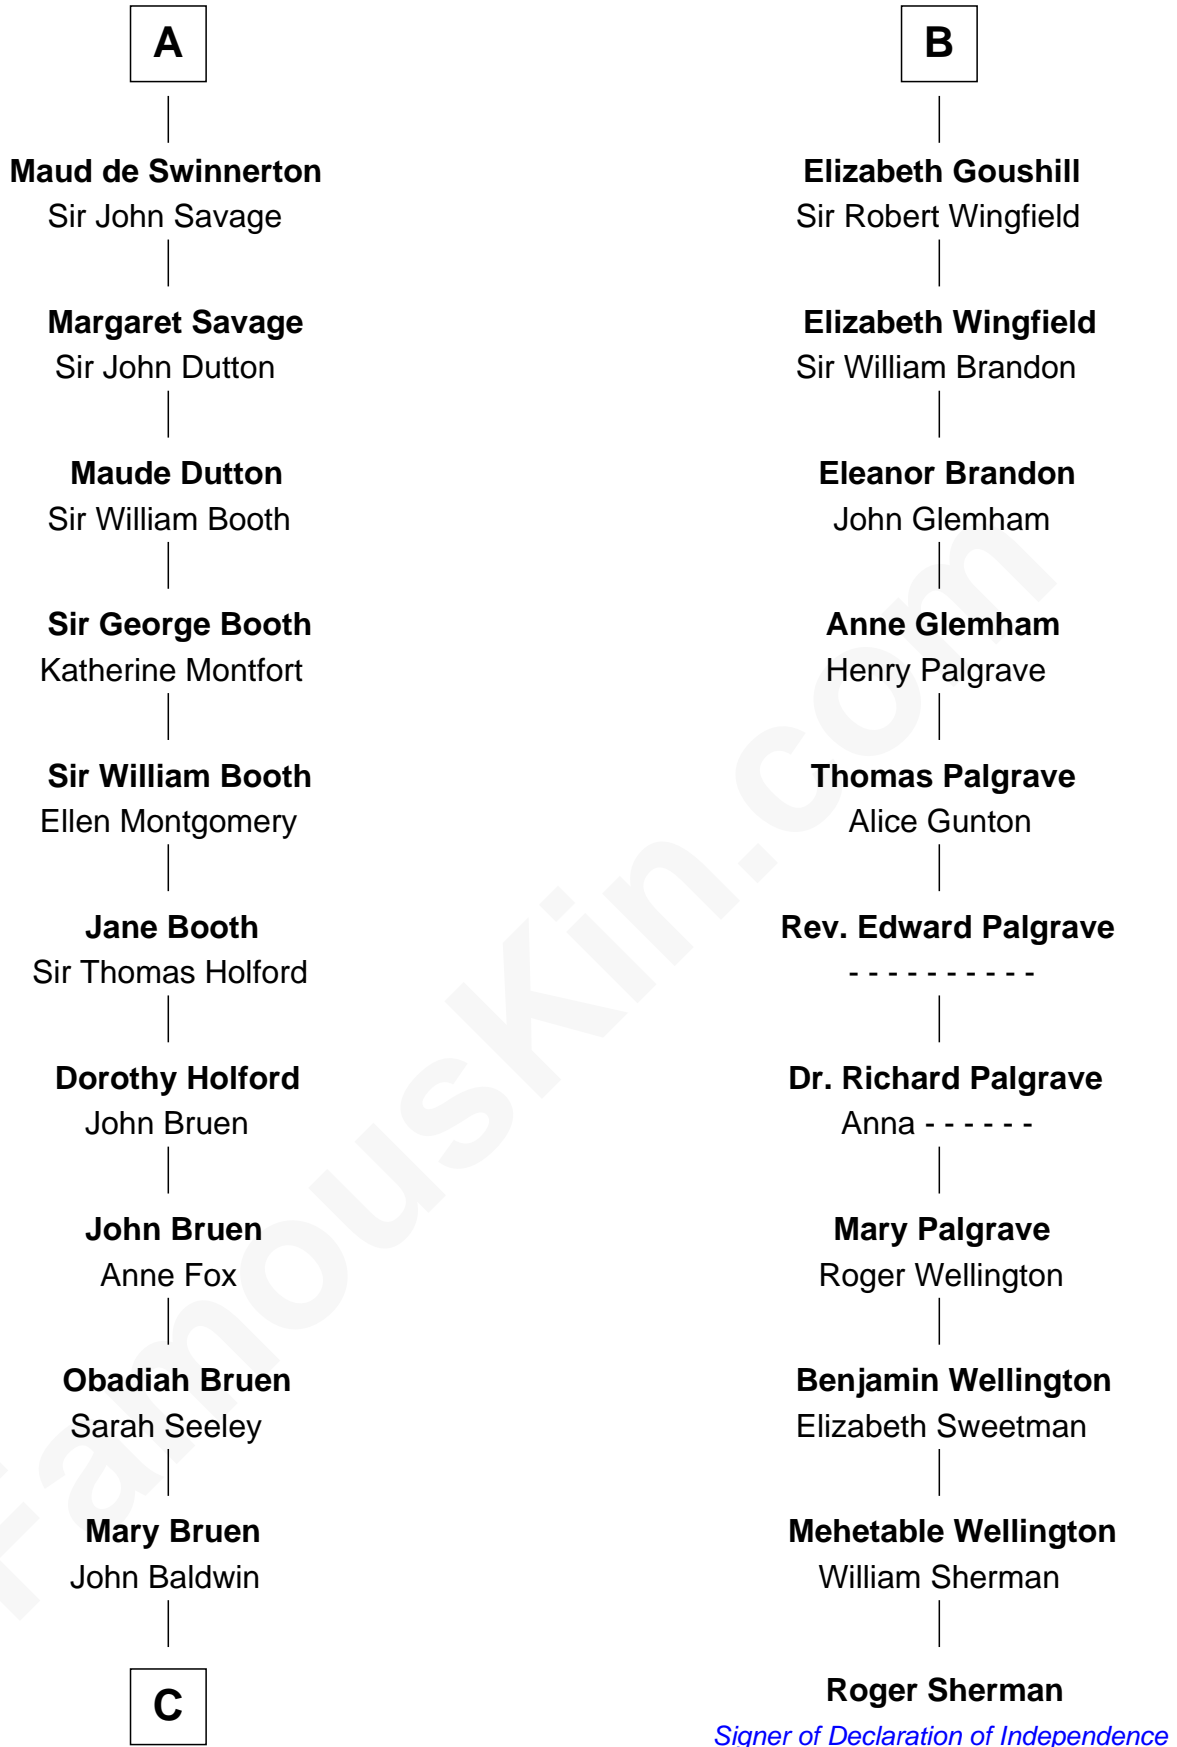 A
Maud de Swinnerton
Sir John Savage
Margaret Savage
Sir John Dutton
Maude Dutton
Sir William Booth
Sir George Booth
Katherine Montfort
Sir William Booth
Ellen Montgomery
Jane Booth
Sir Thomas Holford
Dorothy Holford
John Bruen
John Bruen
Anne Fox
Obadiah Bruen
Sarah Seeley
Mary Bruen
John Baldwin
C
B
Elizabeth Goushill
Sir Robert Wingfield
Elizabeth Wingfield
Sir William Brandon
Eleanor Brandon
John Glemham
Anne Glemham
Henry Palgrave
Thomas Palgrave
Alice Gunton
Rev. Edward Palgrave
- - - - - - - - - -
Dr. Richard Palgrave
Anna - - - - - -
Mary Palgrave
Roger Wellington
Benjamin Wellington
Elizabeth Sweetman
Mehetable Wellington
William Sherman
Roger Sherman
Signer of Declaration of Independence
FamousKin.com